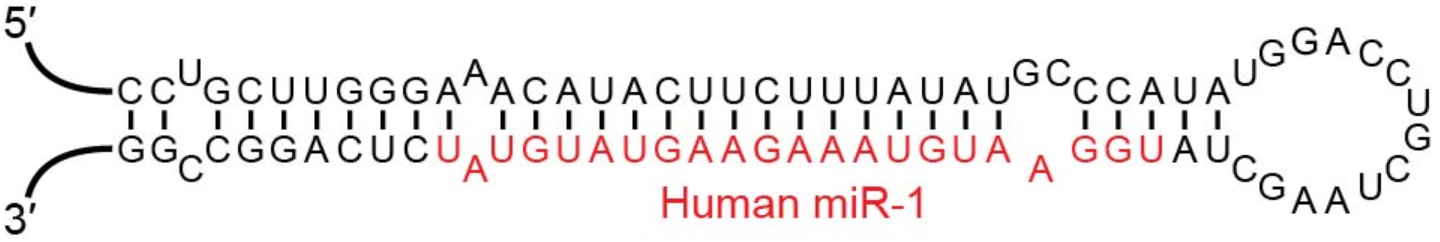 5′
CCUGCUUGGGAAACAUACUUCUUUAUAUGCCCAUAUGGACCUG
GGCCGGACUCUAUGUAUGAAGAAAUGUAAGGUAUCGAAUC
3′
Human miR-1